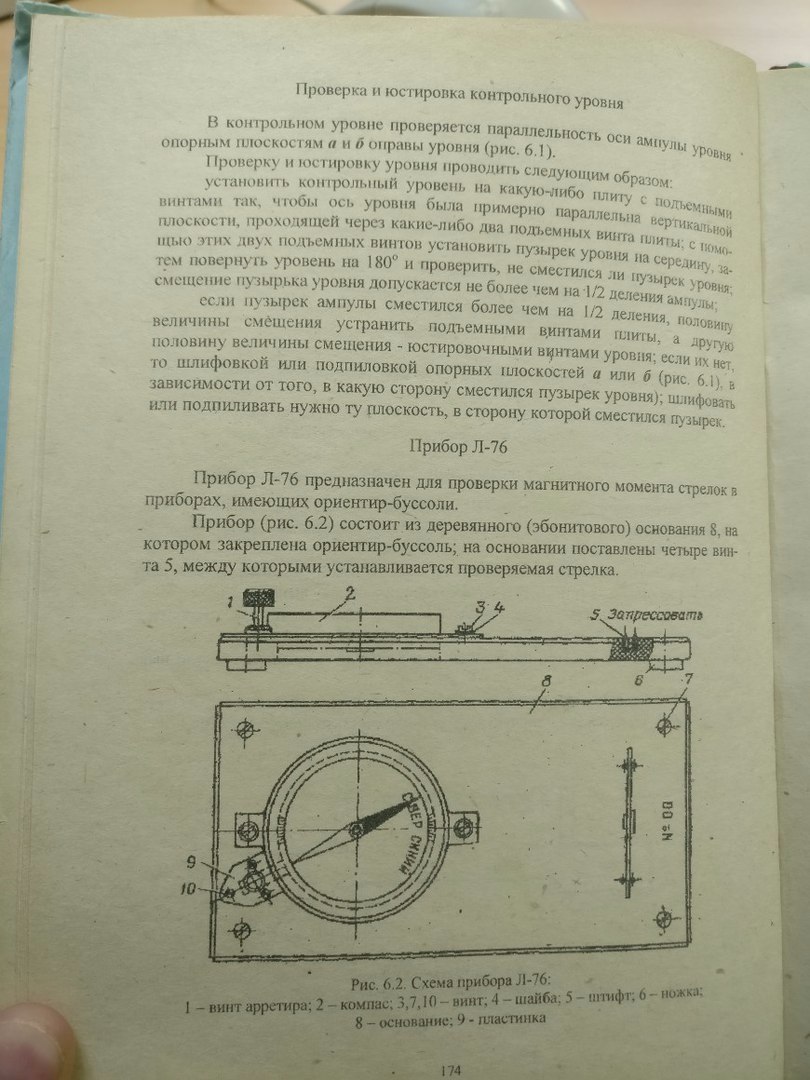 Проверка и юстировка контрольного уровня
В контрольном уровне проверяется параллельность оси ампулы уровня
опорным плоскостям а и б оправы уровня (рис. 6.1).
Проверку и юстировку уровня проводить следующим образом:
установить контрольный уровень на какую-либо плиту с подъемными
винтами так, чтобы ось уровня была примерно параллельна вертикальной
плоскости, проходящей через какие-либо два подъемных винта плиты; с помо-
щью этих двух подъемных винтов установить пузырек уровня на середину, за-
тем повернуть уровень на 180° и проверить, не сместился ли пузырек уровня;
смещение пузырька уровня допускается не более чем на 1/2 деления ампулы;
если пузырек ампулы сместился более чем на 1/2 деления, половину
величины смещения устранить подъемными винтами плиты, а другую
половину величины смещения - юстировочными винтами уровня; если их нет,
то шлифовкой или подпиловкой опорных плоскостей а или б (рис. 6.1), в
зависимости от того, в какую сторону сместился пузырек уровня); шлифовать
или подпиливать нужно ту плоскость, в сторону которой сместился пузырек.
Прибор Л-76
Прибор Л-76 предназначен для проверки магнитного момента стрелок в
приборах, имеющих ориентир-буссоли.
Прибор (рис. 6.2) состоит из деревянного (эбонитового) основания 8, на
котором закреплена ориентир-буссоль; на основании поставлены четыре вин-
та 5, между которыми устанавливается проверяемая стрелка.
1 2 3 4 5 Запрессовать
6 7
8
СЕВЕР СИНИЙ
9
10
Рис. 6.2. Схема прибора Л-76:
1 – винт арретира; 2 – компас; 3,7,10 – винт; 4 – шайба; 5 – штифт; 6 – ножка;
8 – основание; 9 - пластинка
174